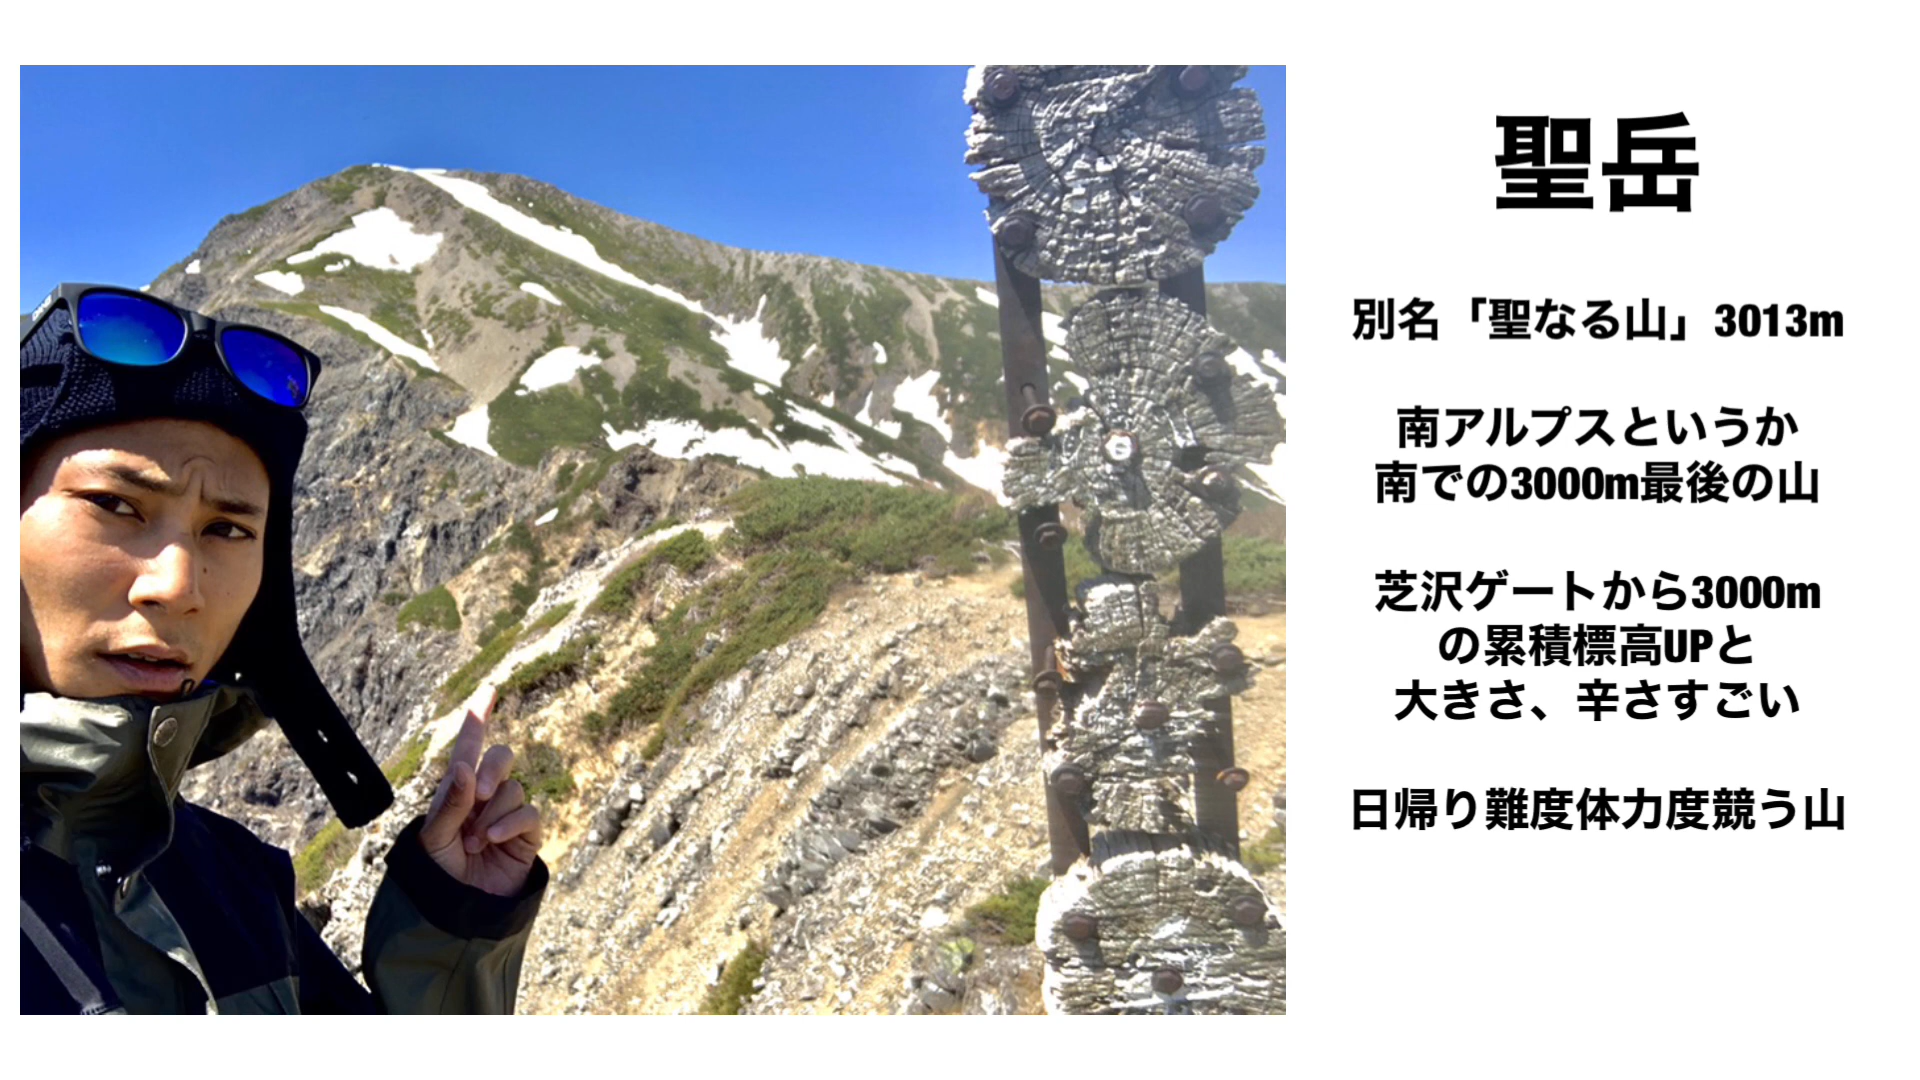 聖岳
別名「聖なる山」3013m
南アルプスというか
南での3000m最後の山
芝沢ゲートから3000m
の累積標高UPと
大きさ、辛さすごい
日帰り難度体力度競う山